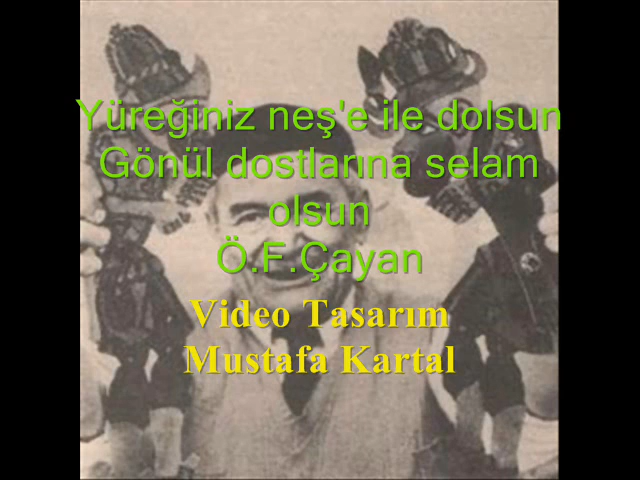 Yüreğiniz neş'e ile dolsun
Gönül dostlarına selam
olsun
Ö.F.Çayan
Video Tasarım
Mustafa Kartal